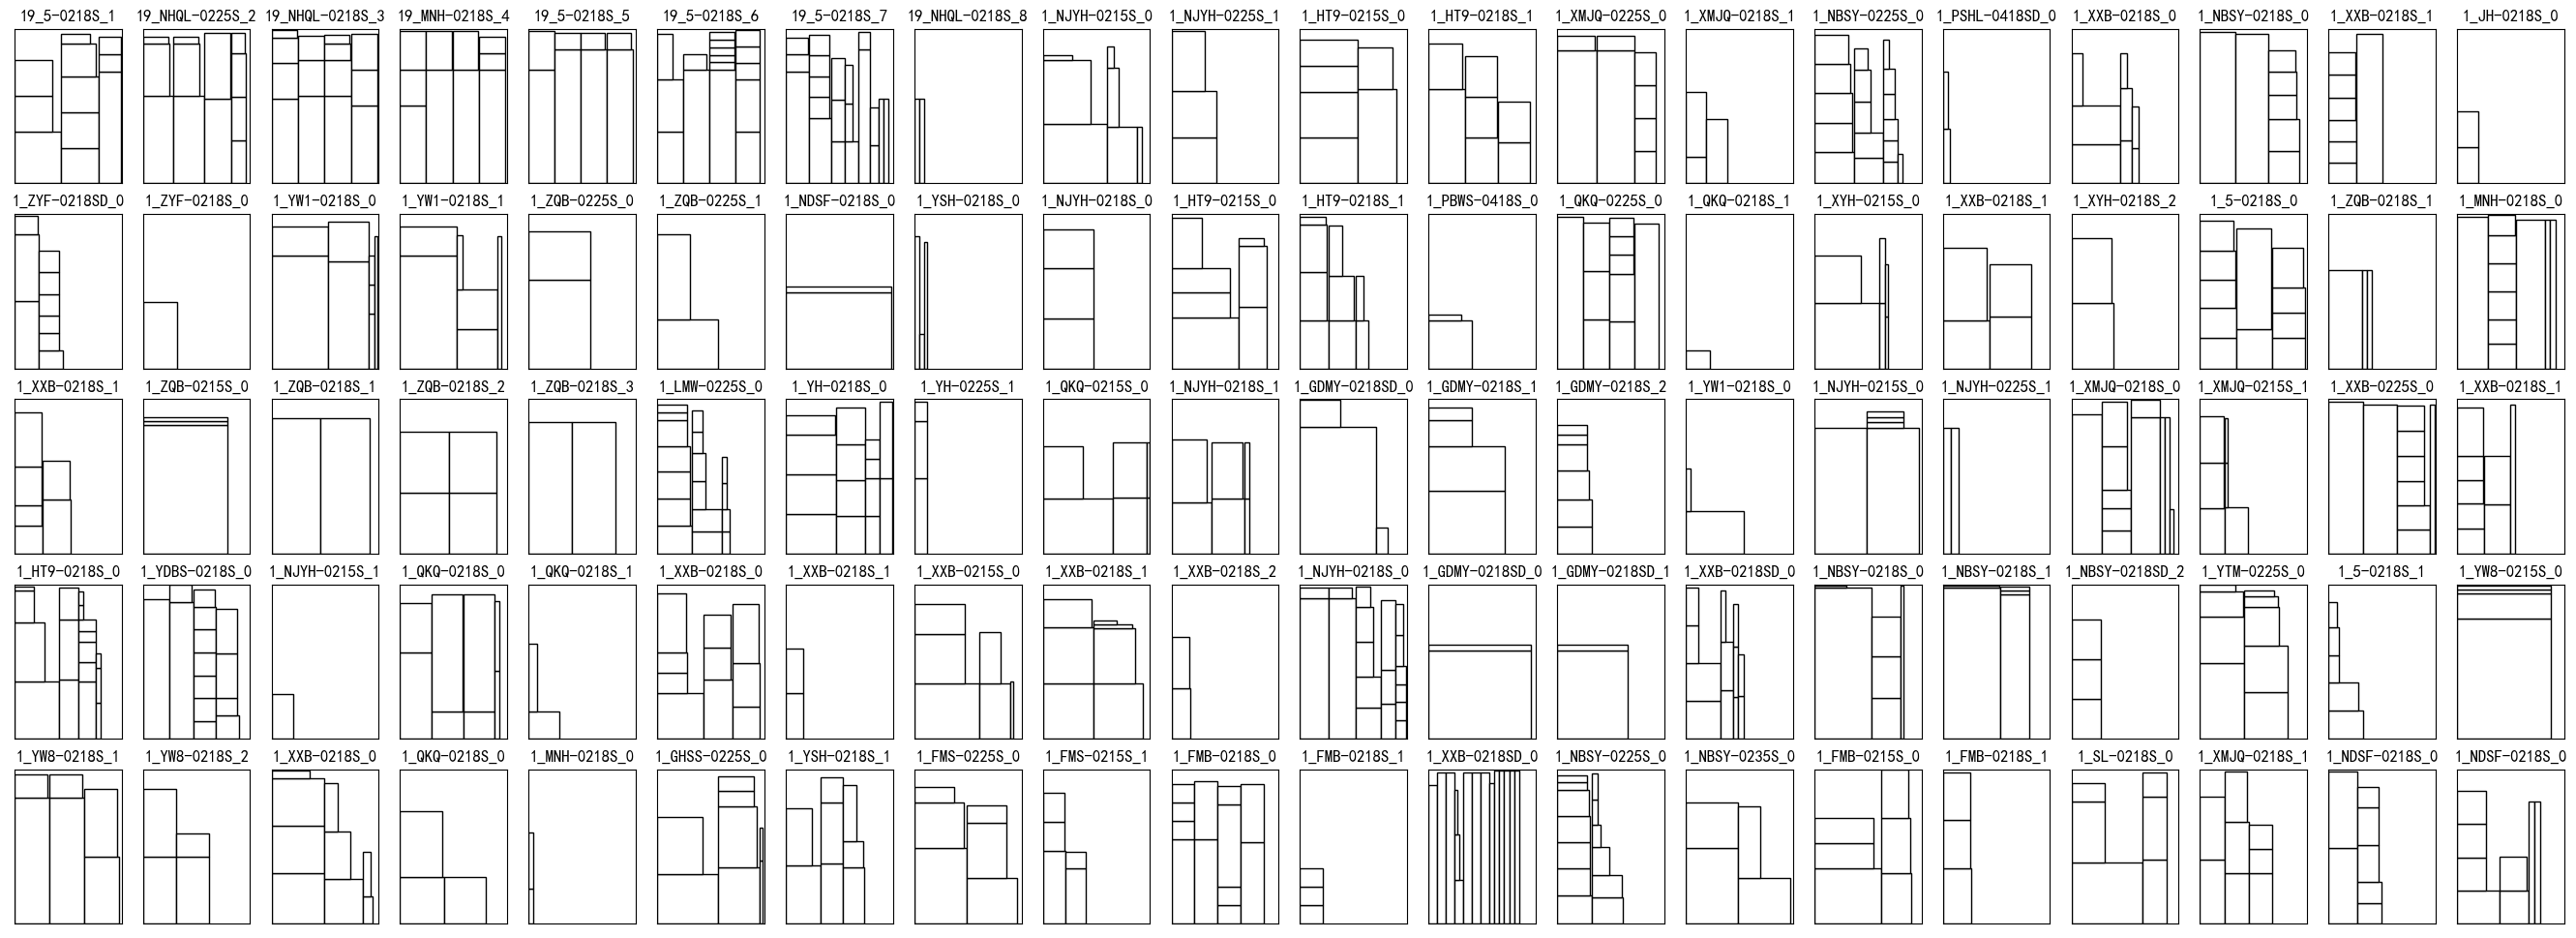 19_5-0218S_1 19_NHQL-0225S_2 19_NHQL-0218S_3 19_MNH-0218S_4 19_5-0218S_5 19_5-0218S_6 19_5-0218S_7 19_NHQL-0218S_8 1_NJYH-0215S_0 1_NJYH-0225S_1 1_HT9-0215S_0 1_HT9-0218S_1 1_XMJQ-0225S_0 1_XMJQ-0218S_1 1_NBSY-0225S_0 1_PSHL-0418SD_0 1_XXB-0218S_0 1_NBSY-0218S_0 1_XXB-0218S_1 1_JH-0218S_0
1_ZYF-0218SD_0 1_ZYF-0218S_0 1_YW1-0218S_0 1_YW1-0218S_1 1_ZQB-0225S_0 1_ZQB-0225S_1 1_NDSF-0218S_0 1_YSH-0218S_0 1_NJYH-0218S_0 1_HT9-0215S_0 1_HT9-0218S_1 1_PBWS-0418S_0 1_QKQ-0225S_0 1_QKQ-0218S_1 1_XYH-0215S_0 1_XXB-0218S_1 1_XYH-0218S_2 1_5-0218S_0 1_ZQB-0218S_1 1_MNH-0218S_0
1_XXB-0218S_1 1_ZQB-0215S_0 1_ZQB-0218S_1 1_ZQB-0218S_2 1_ZQB-0218S_3 1_LMW-0225S_0 1_YH-0218S_0 1_YH-0225S_1 1_QKQ-0215S_0 1_NJYH-0218S_1 1_GDMY-0218SD_0 1_GDMY-0218S_1 1_GDMY-0218S_2 1_YW1-0218S_0 1_NJYH-0215S_0 1_NJYH-0225S_1 1_XMJQ-0218S_0 1_XMJQ-0215S_1 1_XXB-0225S_0 1_XXB-0218S_1
1_HT9-0218S_0 1_YDBS-0218S_0 1_NJYH-0215S_1 1_QKQ-0218S_0 1_QKQ-0218S_1 1_XXB-0218S_0 1_XXB-0218S_1 1_XXB-0215S_0 1_XXB-0218S_1 1_XXB-0218S_2 1_NJYH-0218S_0 1_GDMY-0218SD_0 1_GDMY-0218SD_1 1_XXB-0218SD_0 1_NBSY-0218S_0 1_NBSY-0218S_1 1_NBSY-0218SD_2 1_YTM-0225S_0 1_5-0218S_1 1_YW8-0215S_0
1_YW8-0218S_1 1_YW8-0218S_2 1_XXB-0218S_0 1_QKQ-0218S_0 1_MNH-0218S_0 1_GHSS-0225S_0 1_YSH-0218S_1 1_FMS-0225S_0 1_FMS-0215S_1 1_FMB-0218S_0 1_FMB-0218S_1 1_XXB-0218SD_0 1_NBSY-0225S_0 1_NBSY-0235S_0 1_FMB-0215S_0 1_FMB-0218S_1 1_SL-0218S_0 1_XMJQ-0218S_1 1_NDSF-0218S_0 1_NDSF-0218S_0